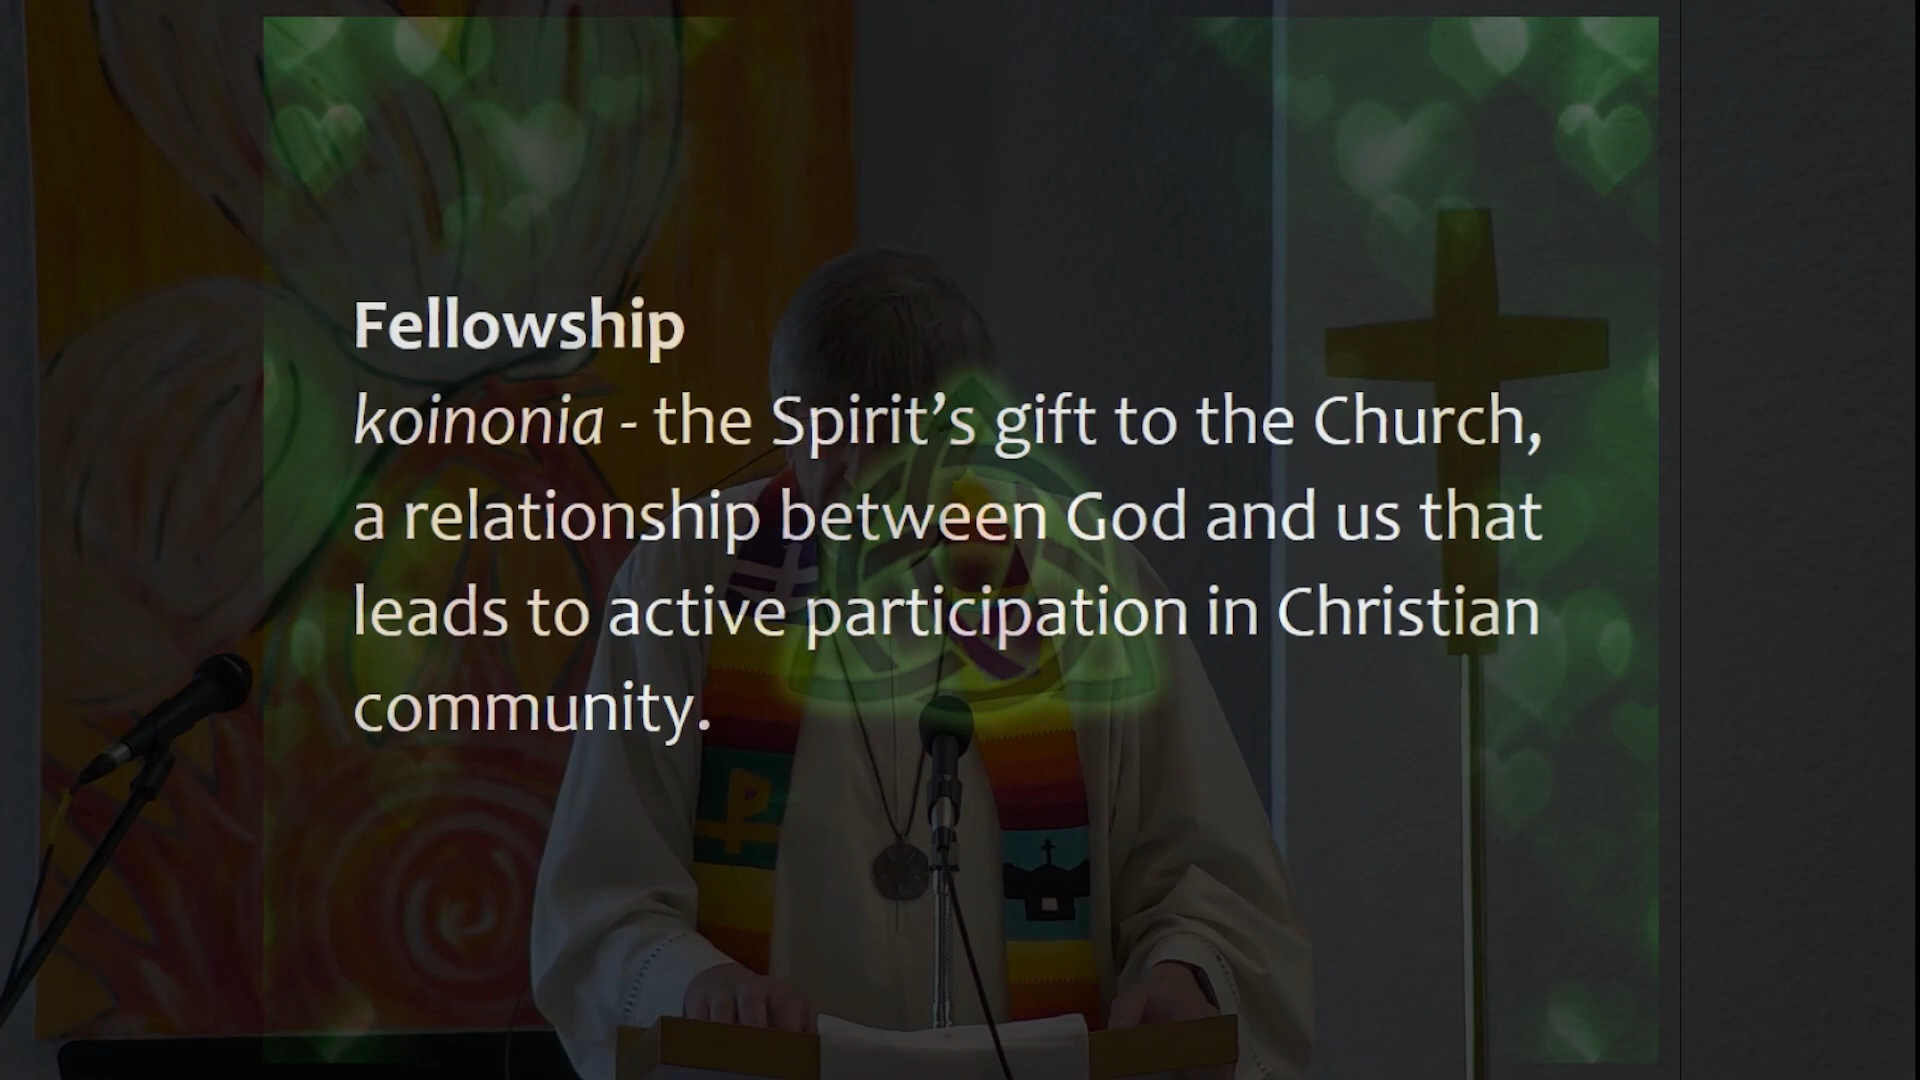 Fellowship
koinonia - the Spirit’s gift to the Church,
a relationship between God and us that
leads to active participation in Christian
community.